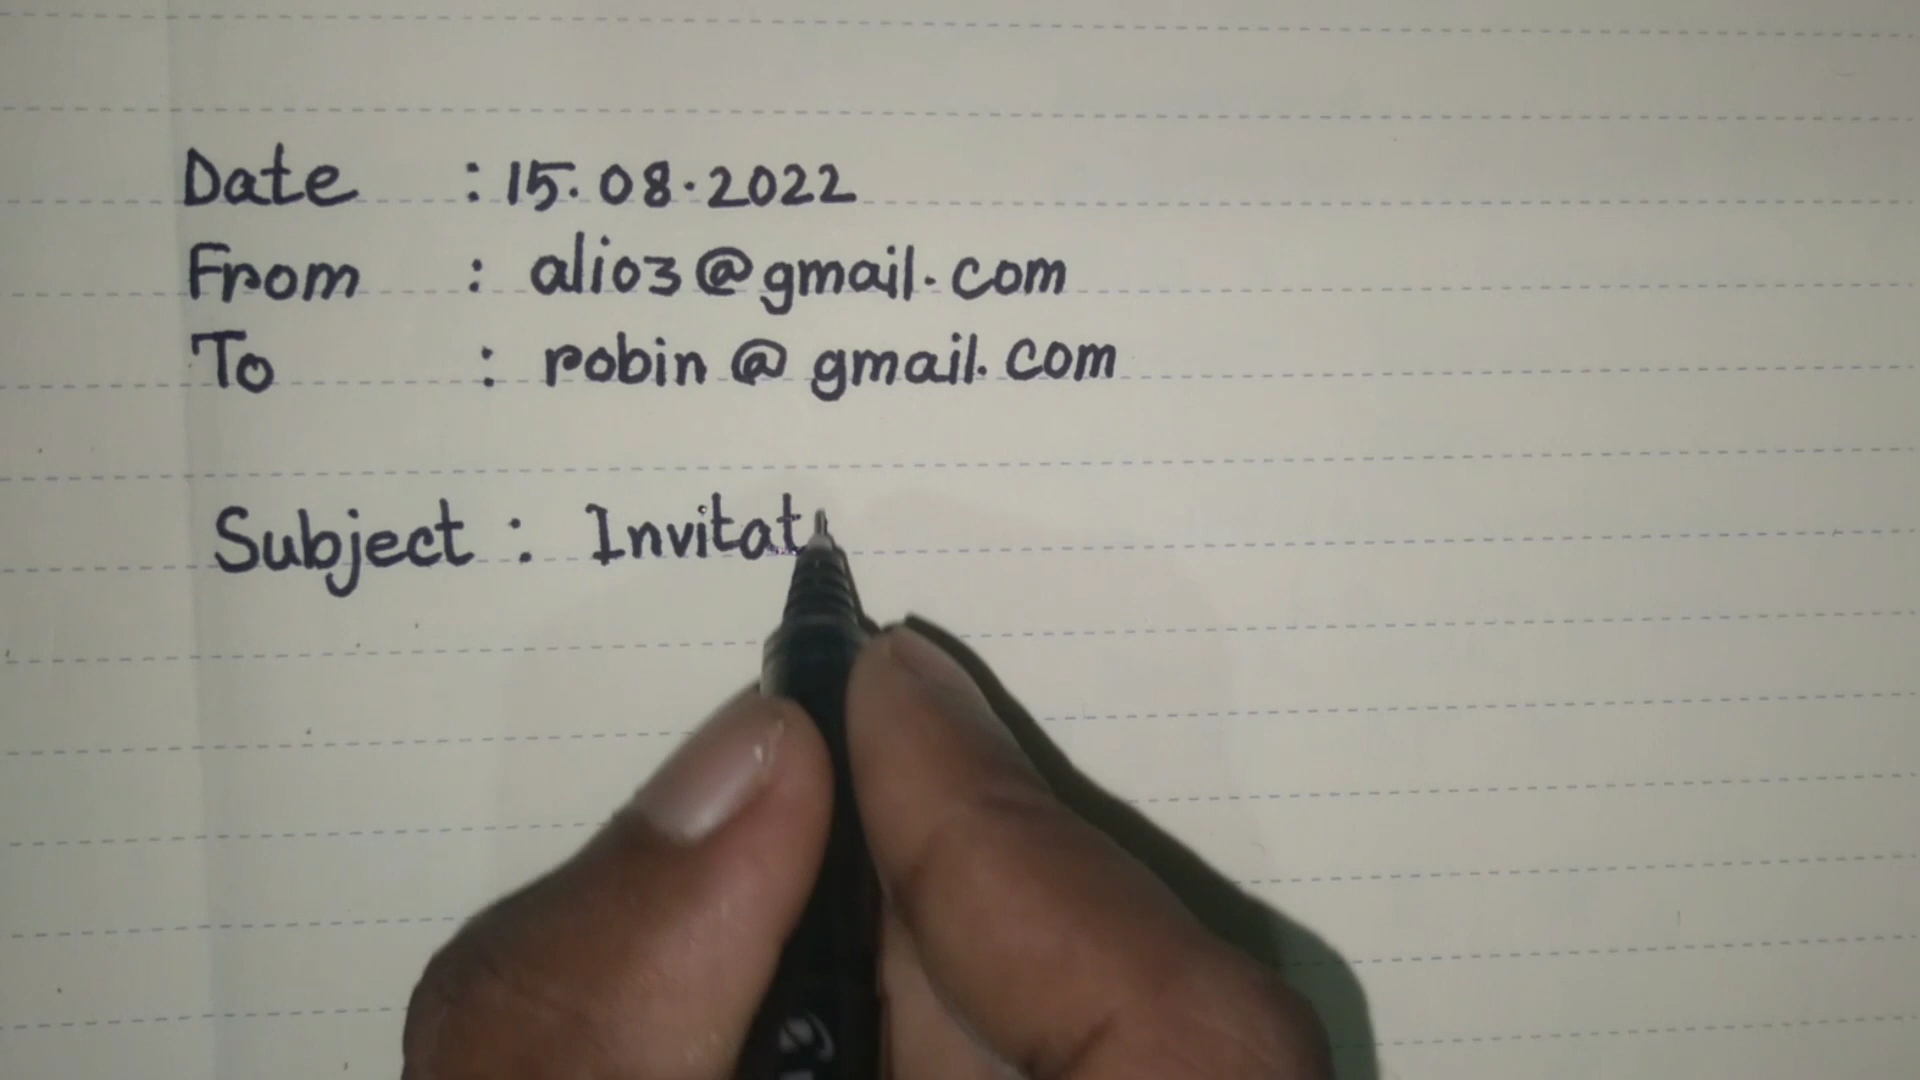 Date : 15.08.2022
From : ali03@gmail.com
To : robin@gmail.com
Subject : Invitat